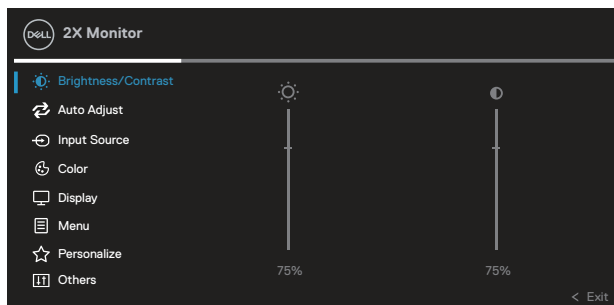 DELL 2X Monitor
Brightness/Contrast
Auto Adjust
Input Source
Color
Display
Menu
Personalize
Others
75% 75%
< Exit